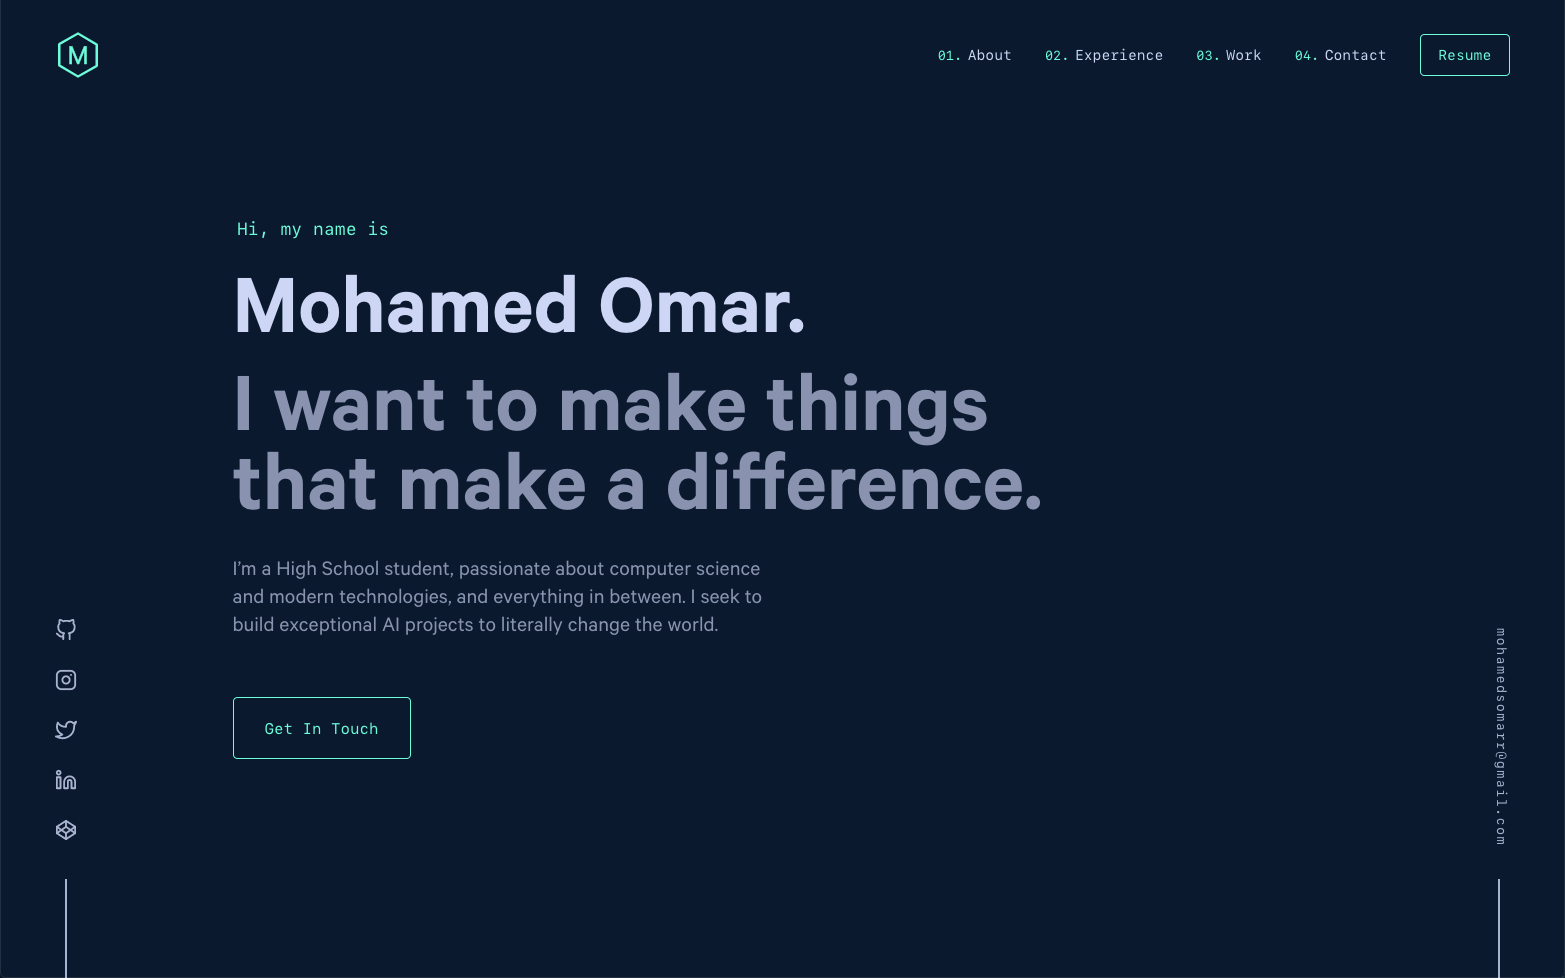 M
01. About
02. Experience
03. Work
04. Contact
Resume
Hi, my name is
Mohamed Omar.
I want to make things
that make a difference.
I’m a High School student, passionate about computer science
and modern technologies, and everything in between. I seek to
build exceptional AI projects to literally change the world.
Get In Touch
mohamedsomarr@gmail.com